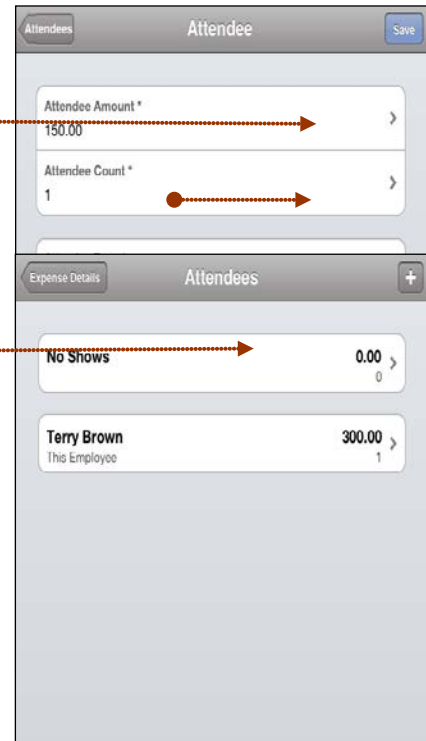 Attendees Attendee Save
Attendee Amount *
150.00
Attendee Count *
1
Expense Details Attendees +
No Shows 0.00
0
Terry Brown 300.00
This Employee 1